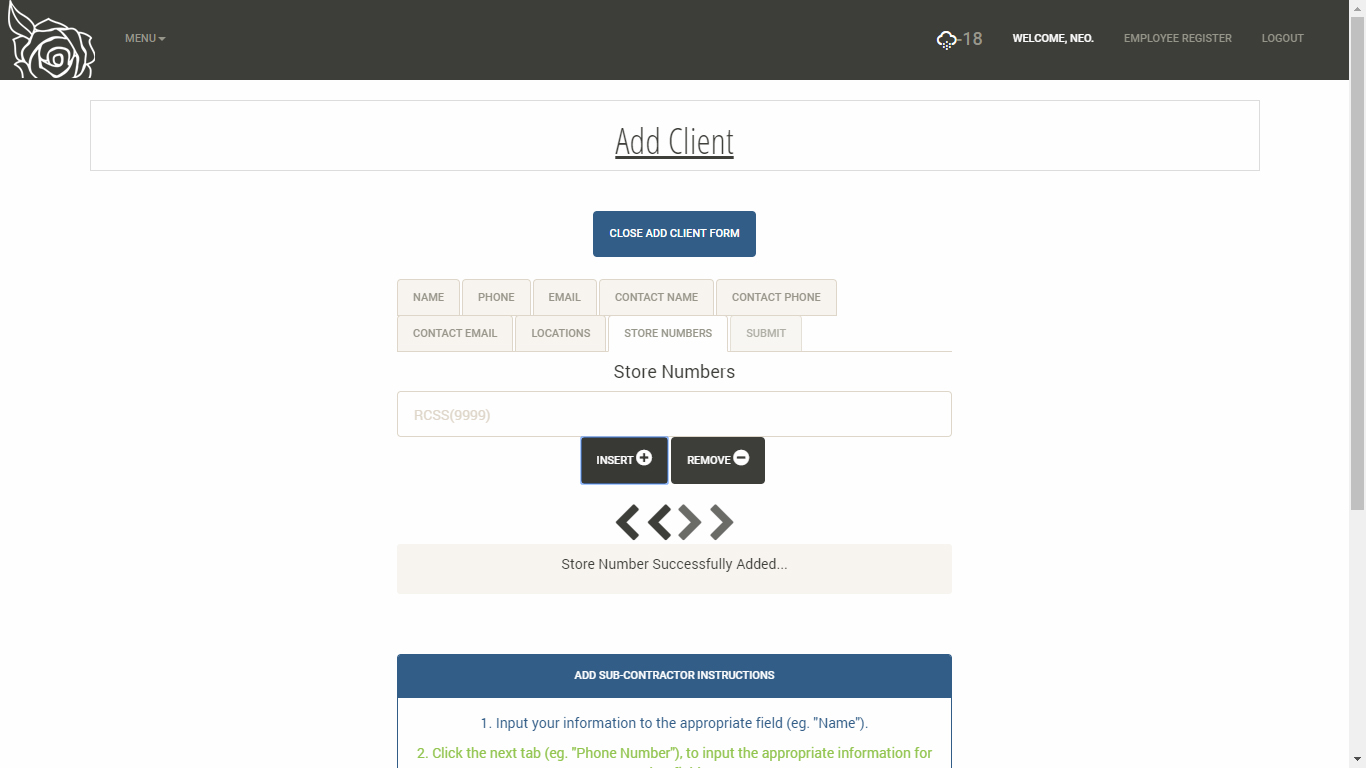 MENU
-18
WELCOME, NEO.
EMPLOYEE REGISTER
LOGOUT
Add Client
CLOSE ADD CLIENT FORM
NAME
PHONE
EMAIL
CONTACT NAME
CONTACT PHONE
CONTACT EMAIL
LOCATIONS
STORE NUMBERS
SUBMIT
Store Numbers
RCSS(9999)
INSERT
REMOVE
Store Number Successfully Added...
ADD SUB-CONTRACTOR INSTRUCTIONS
1. Input your information to the appropriate field (eg. "Name").
2. Click the next tab (eg. "Phone Number"), to input the appropriate information for